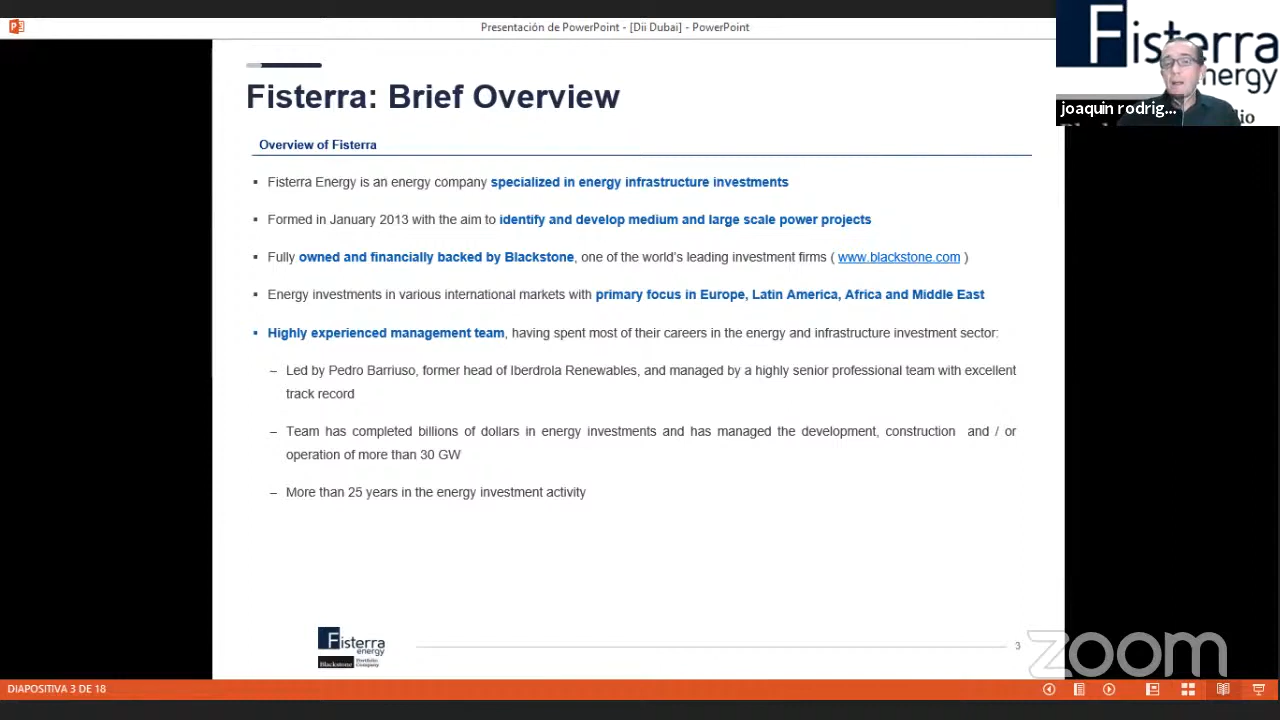 Presentación de PowerPoint - [Dii Dubai] - PowerPoint
Fisterra
energy
joaquin rodrig...
Fisterra: Brief Overview
Overview of Fisterra
▪ Fisterra Energy is an energy company specialized in energy infrastructure investments
▪ Formed in January 2013 with the aim to identify and develop medium and large scale power projects
▪ Fully owned and financially backed by Blackstone, one of the world's leading investment firms ( www.blackstone.com )
▪ Energy investments in various international markets with primary focus in Europe, Latin America, Africa and Middle East
▪ Highly experienced management team, having spent most of their careers in the energy and infrastructure investment sector:
– Led by Pedro Barriuso, former head of Iberdrola Renewables, and managed by a highly senior professional team with excellent
track record
– Team has completed billions of dollars in energy investments and has managed the development, construction and / or
operation of more than 30 GW
– More than 25 years in the energy investment activity
Fisterra
energy
Blackstone Portfolio
Company
3
zoom
DIAPOSITIVA 3 DE 18